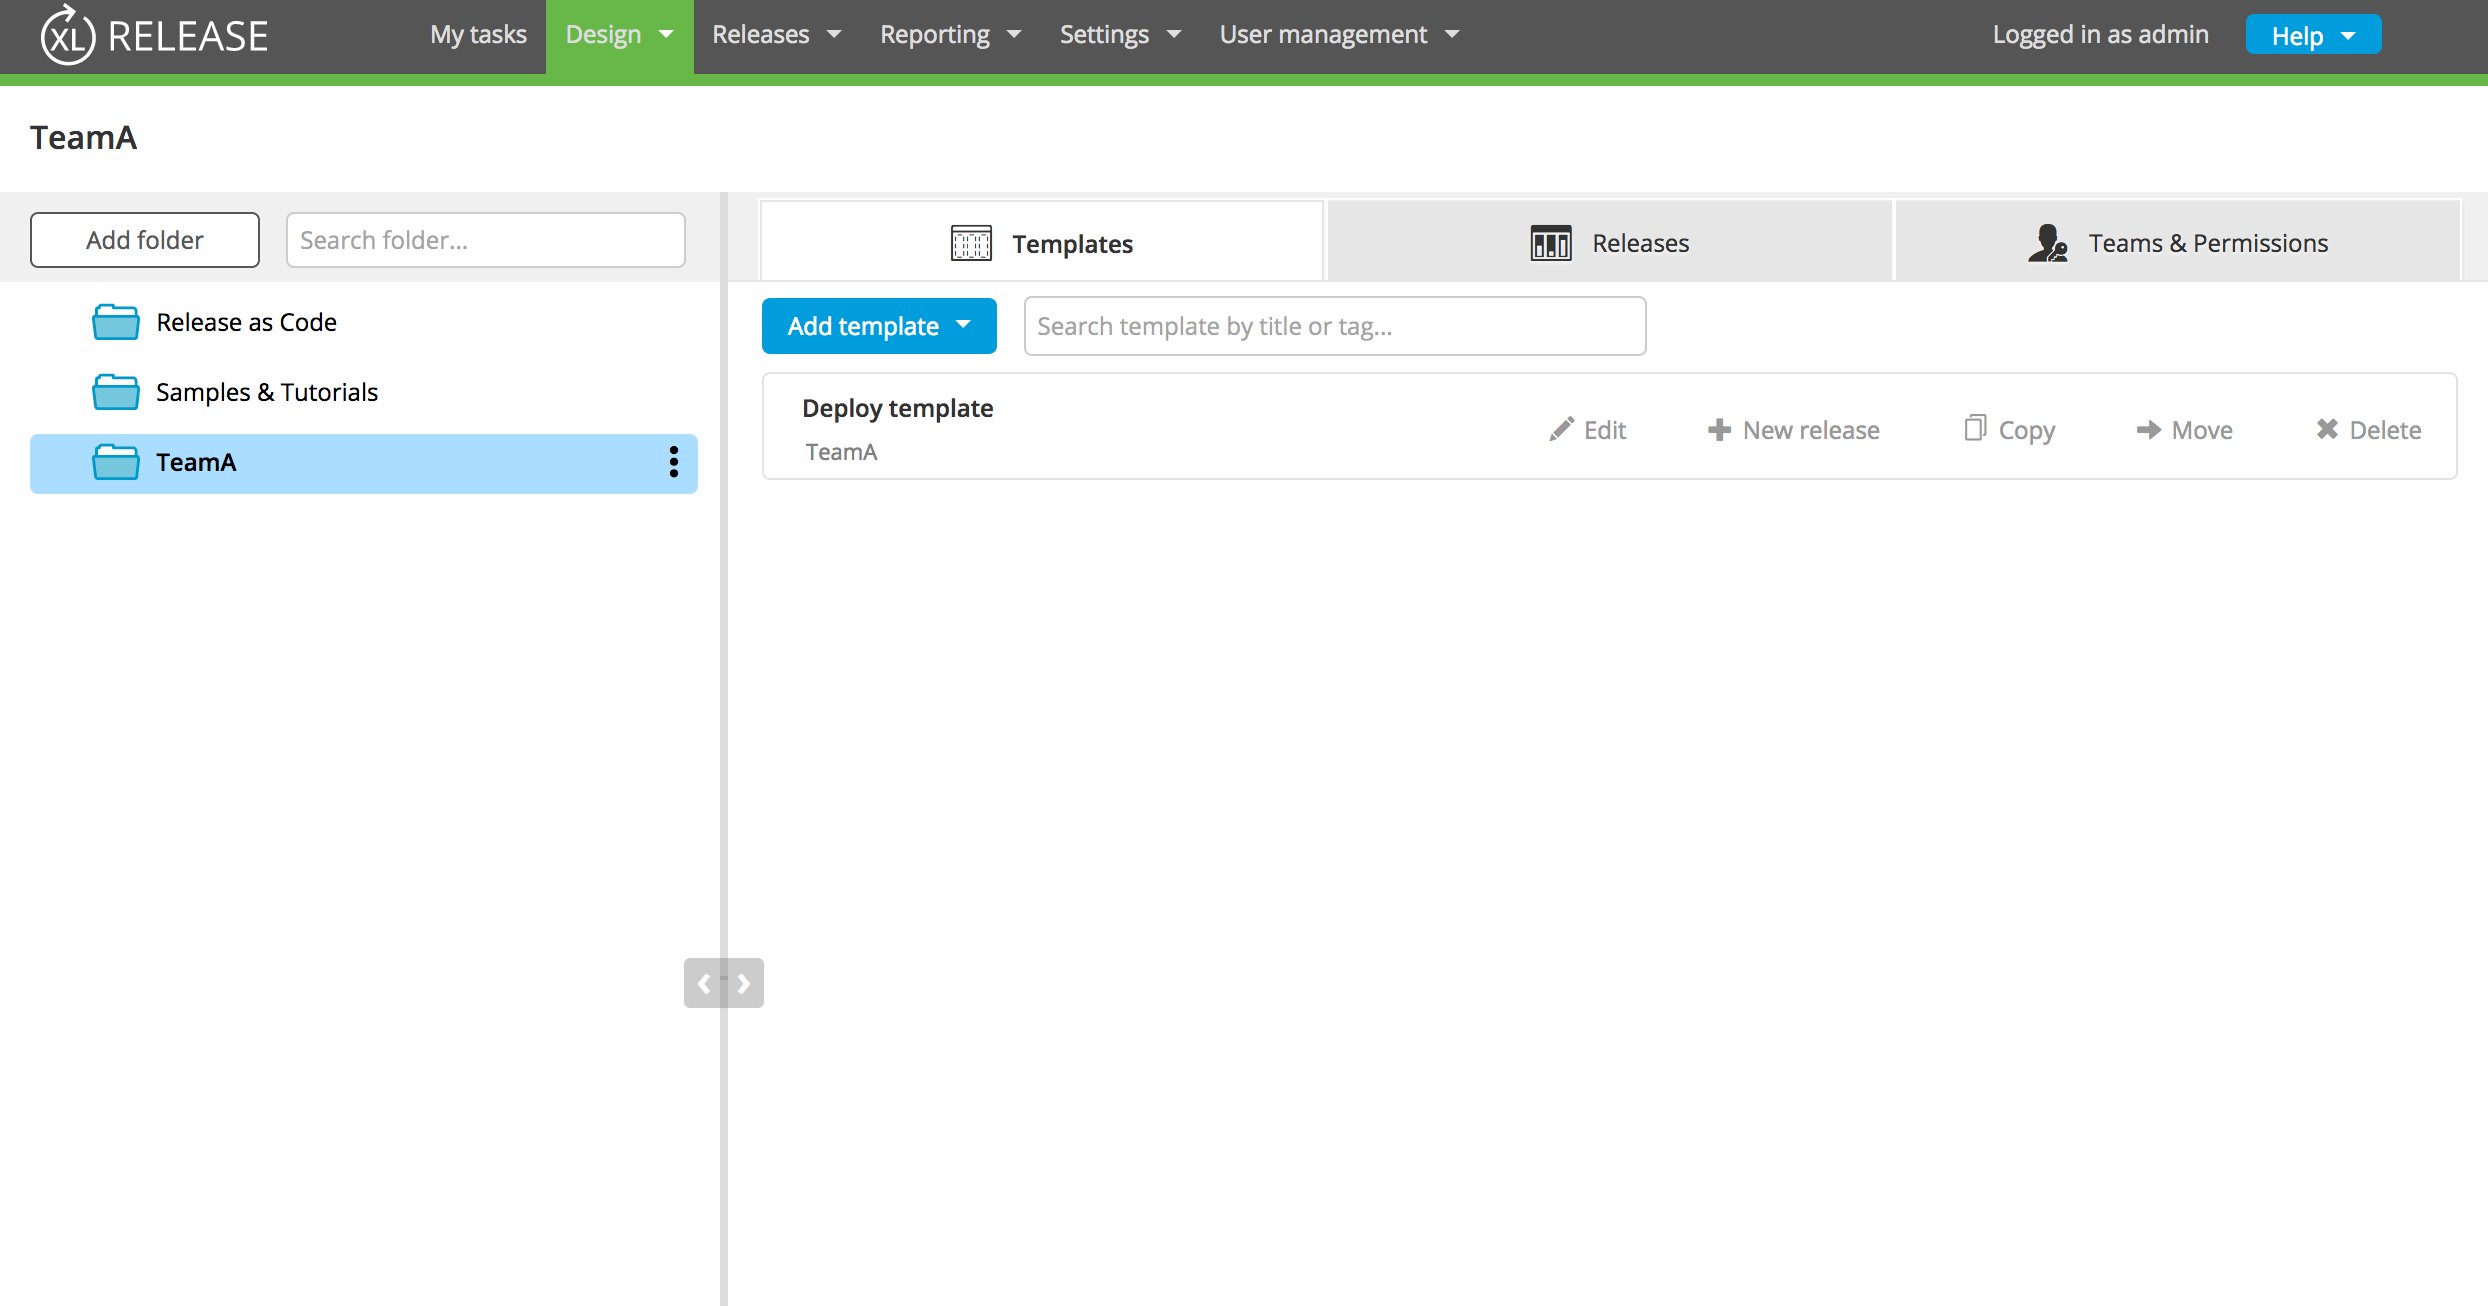 XL RELEASE My tasks Design Releases Reporting Settings User management Logged in as admin Help
TeamA
Add folder Search folder... Templates Releases Teams & Permissions
Release as Code
Samples & Tutorials
TeamA
Add template Search template by title or tag...
Deploy template
TeamA
Edit New release Copy Move Delete